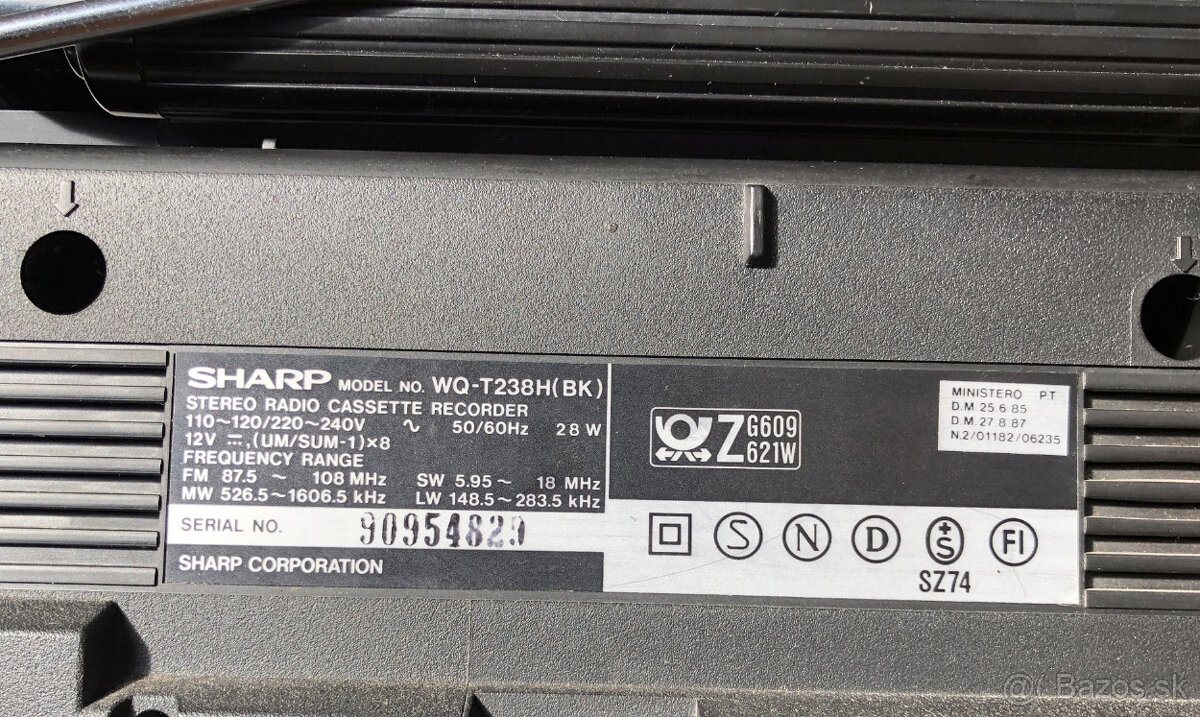 SHARP MODEL NO. WQ-T238H(BK)
STEREO RADIO CASSETTE RECORDER
110~120/220~240V ~ 50/60Hz 28W
12V ⎓,(UM/SUM-1)×8
FREQUENCY RANGE
FM 87.5 ~ 108 MHz SW 5.95 ~ 18 MHz
MW 526.5~1606.5 kHz LW 148.5~283.5 kHz
SERIAL NO. 90954829
SHARP CORPORATION
Z G609
621W
MINISTERO P.T
D.M. 25.6.85
D.M. 27.8.87
N.2/01182/06235
S N D +S FI
SZ74
@( Bazos.sk